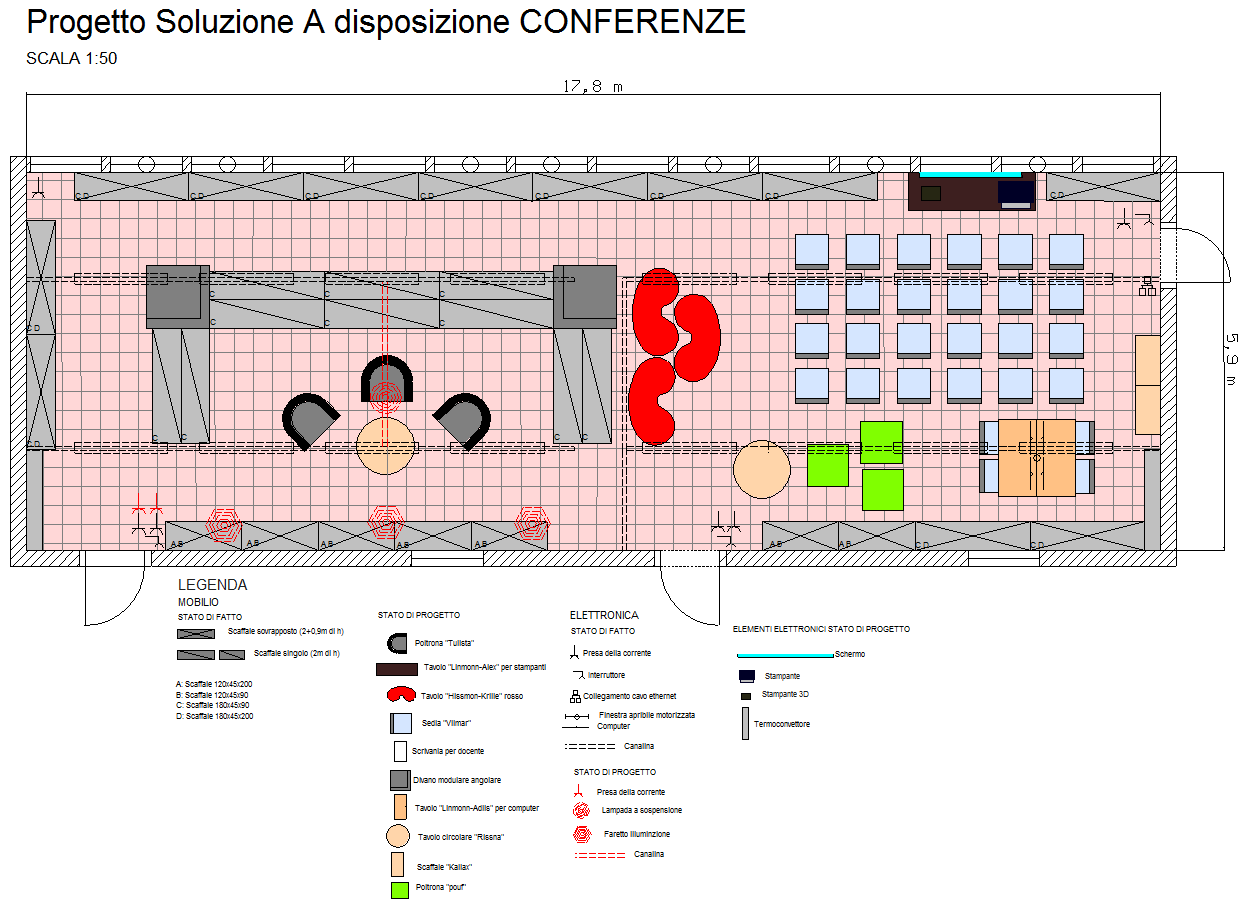 Progetto Soluzione A disposizione CONFERENZE
SCALA 1:50
17,8 m
C D
C D
C D
C D
C D
C D
C D
C D
5,9 m
C D
C D
C
C
C
C
C
C
C
C
C
C
A B
A B
A B
A B
A B
A B
A B
C D
C D
LEGENDA
MOBILIO
STATO DI FATTO
Scaffale sovrapposto (2+0,9m di h)
Scaffale singolo (2m di h)
A: Scaffale 120x45x200
B: Scaffale 120x45x90
C: Scaffale 180x45x90
D: Scaffale 180x45x200
STATO DI PROGETTO
Poltrona "Tullsta"
Tavolo "Linmonn-Alex" per stampanti
Tavolo "Hissmon-Krille" rosso
Sedia "Vilmar"
Scrivania per docente
Divano modulare angolare
Tavolo "Linmonn-Adils" per computer
Tavolo circolare "Rissna"
Scaffale "Kallax"
Poltrona "pouf"
ELETTRONICA
STATO DI FATTO
Presa della corrente
Interruttore
Collegamento cavo ethernet
Finestra apribile motorizzata
Computer
Canalina
STATO DI PROGETTO
Presa della corrente
Lampada a sospensione
Faretto illuminzione
Canalina
ELEMENTI ELETTRONICI STATO DI PROGETTO
Schermo
Stampante
Stampante 3D
Termoconvettore